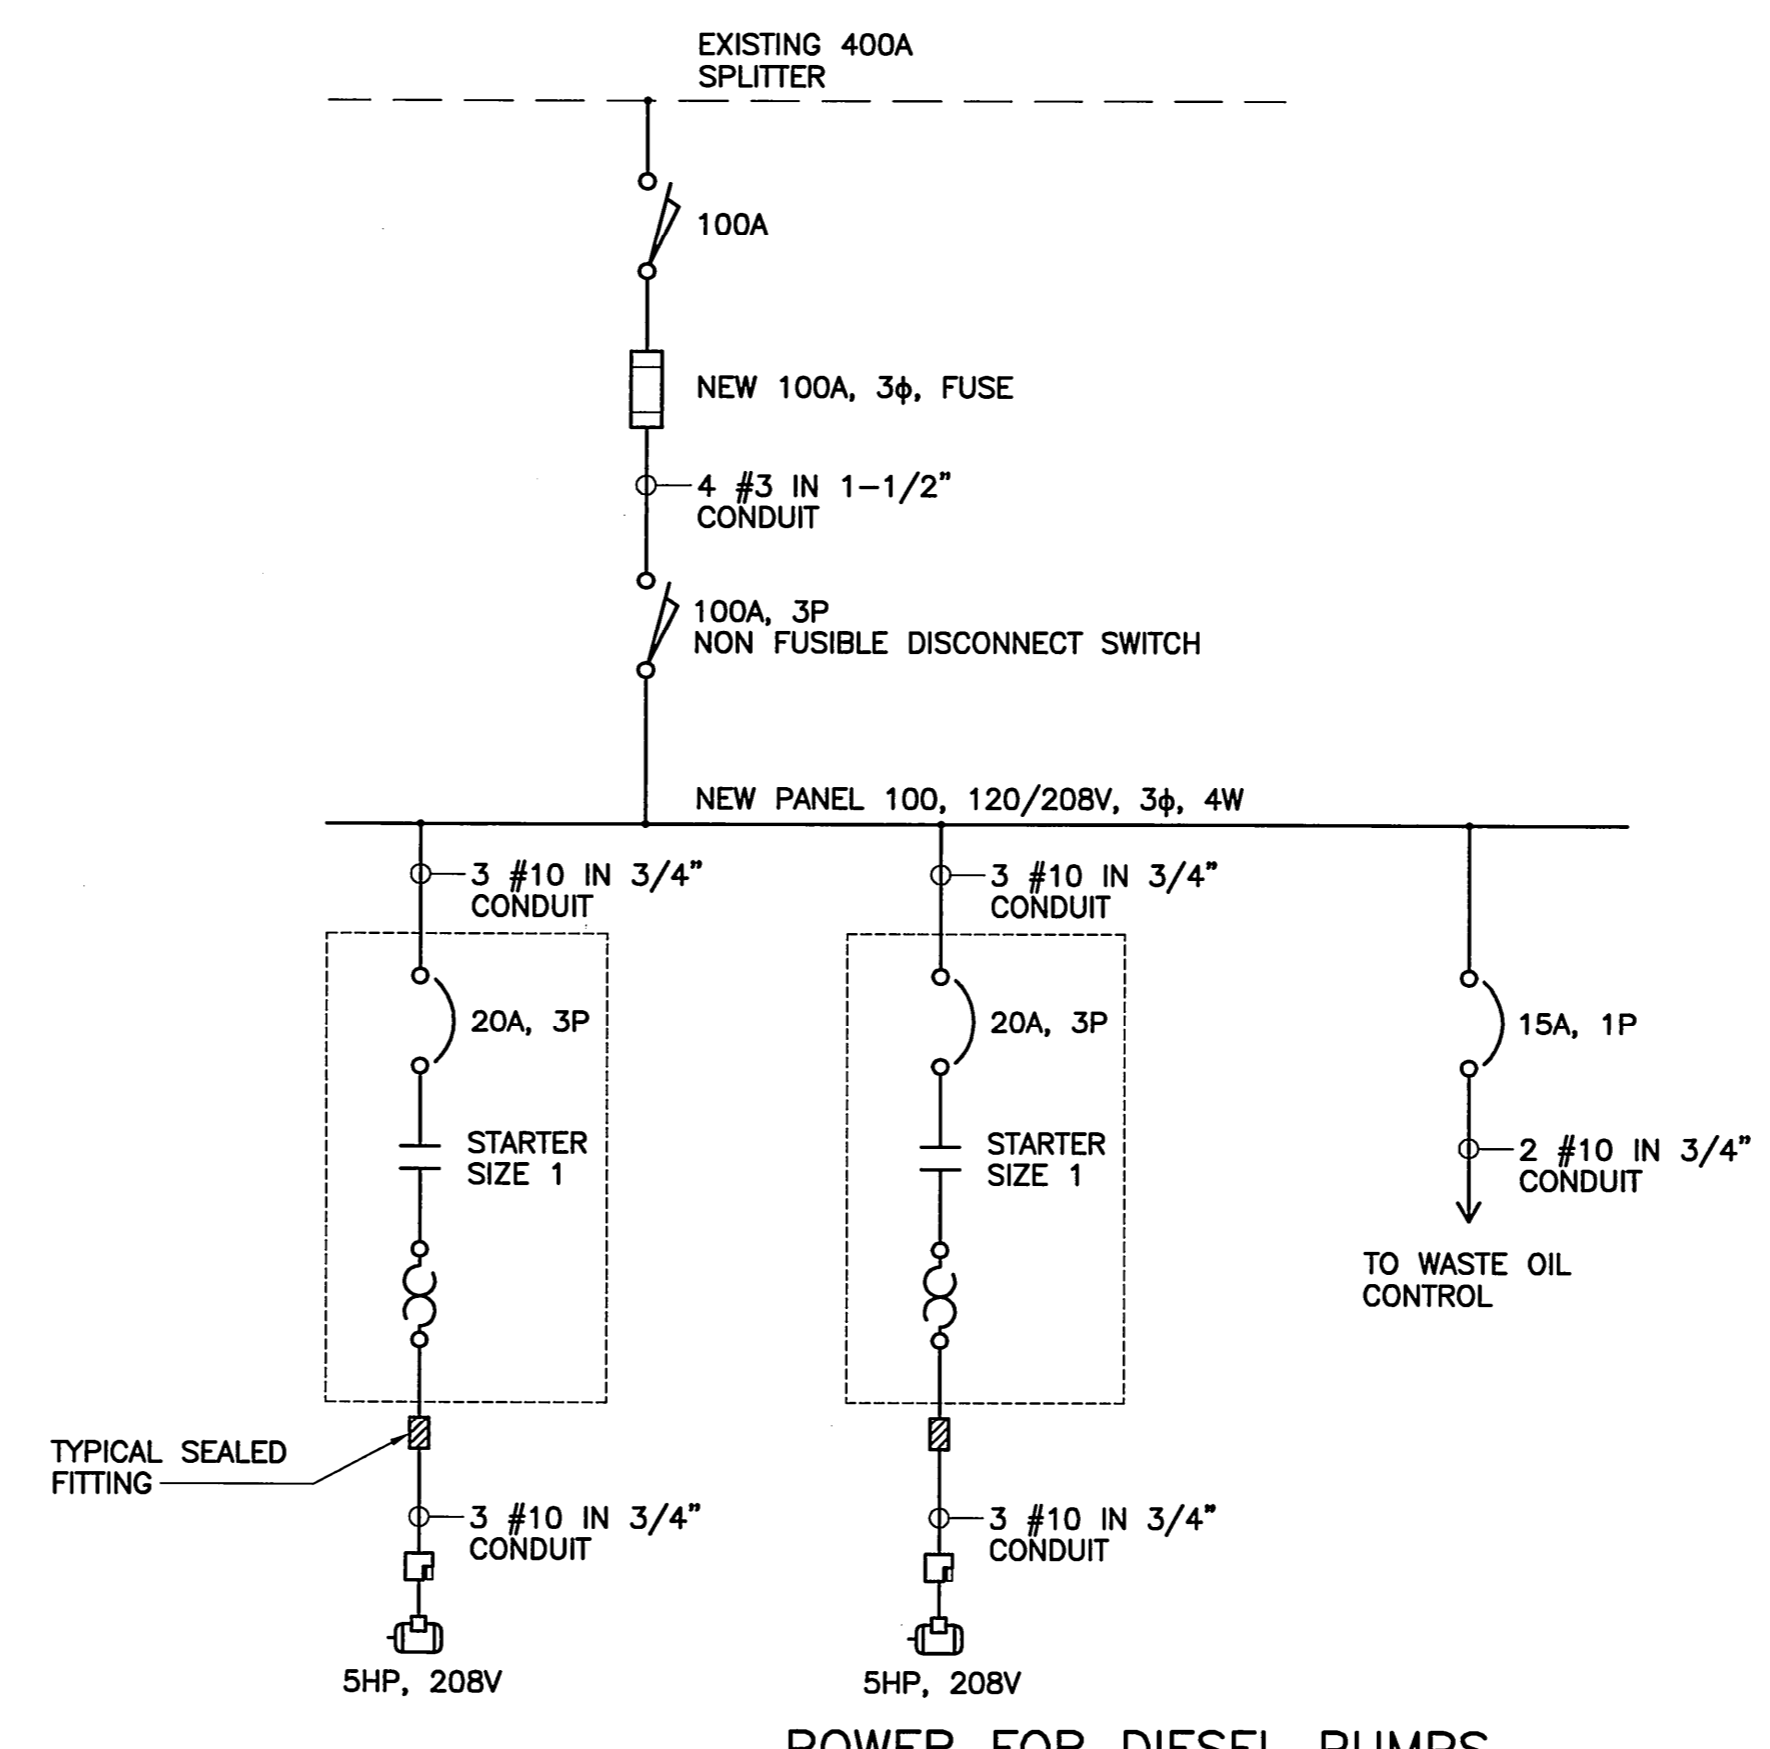 EXISTING 400A
SPLITTER
100A
NEW 100A, 3ϕ, FUSE
4 #3 IN 1-1/2"
CONDUIT
100A, 3P
NON FUSIBLE DISCONNECT SWITCH
NEW PANEL 100, 120/208V, 3ϕ, 4W
3 #10 IN 3/4"
CONDUIT
3 #10 IN 3/4"
CONDUIT
20A, 3P
20A, 3P
15A, 1P
STARTER
SIZE 1
STARTER
SIZE 1
2 #10 IN 3/4"
CONDUIT
TO WASTE OIL
CONTROL
TYPICAL SEALED
FITTING
3 #10 IN 3/4"
CONDUIT
3 #10 IN 3/4"
CONDUIT
5HP, 208V
5HP, 208V
POWER FOR DIESEL PUMPS